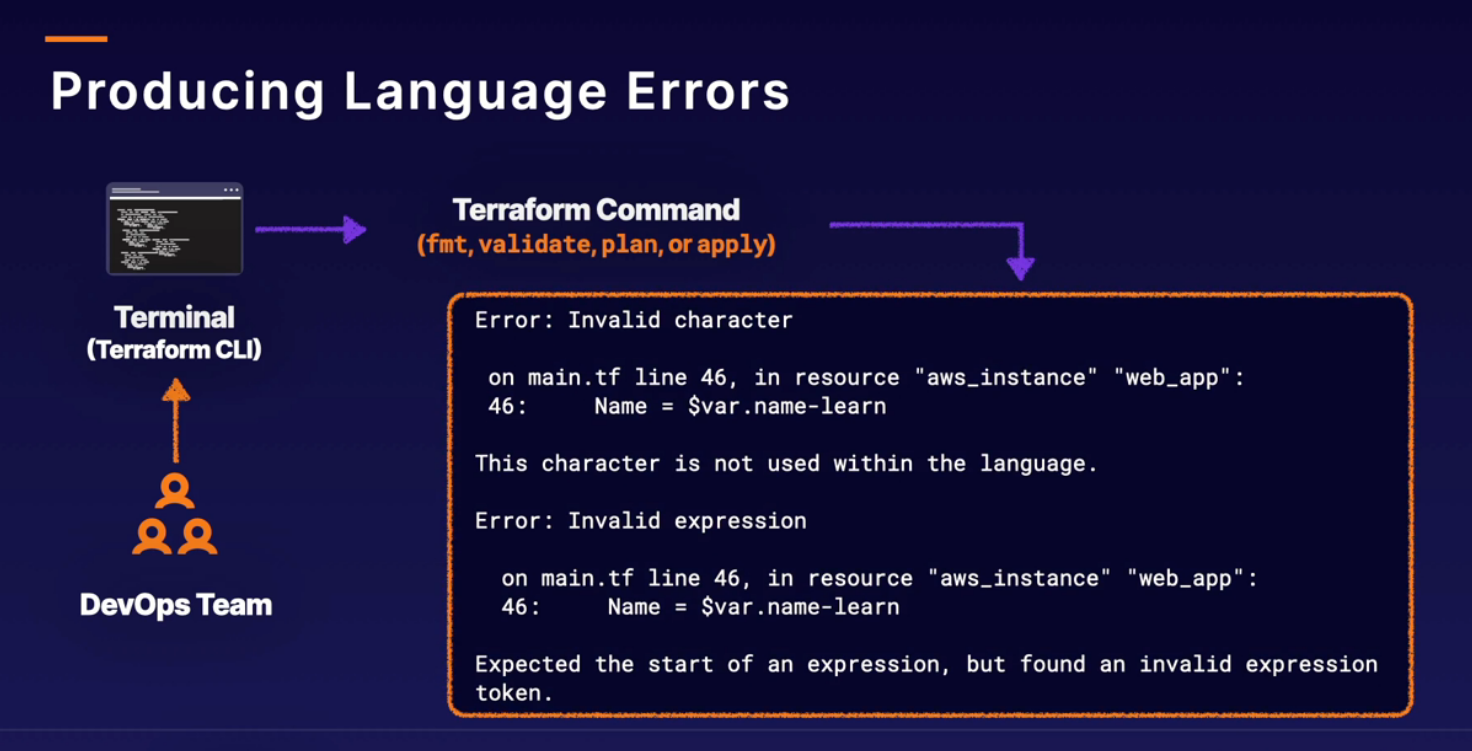 Producing Language Errors
Terraform Command
(fmt, validate, plan, or apply)
Terminal
(Terraform CLI)
DevOps Team
Error: Invalid character
on main.tf line 46, in resource "aws_instance" "web_app":
46:     Name = $var.name-learn
This character is not used within the language.
Error: Invalid expression
on main.tf line 46, in resource "aws_instance" "web_app":
46:     Name = $var.name-learn
Expected the start of an expression, but found an invalid expression
token.